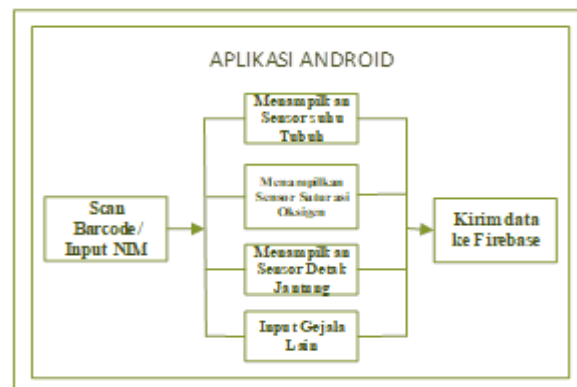 APLIKASI ANDROID
Scan
Barcode/
Input NIM
Menampilkan
Sensor suhu
Tubuh
Menampilkan
Sensor Saturasi
Oksigen
Menampilkan
Sensor Detak
Jantung
Input Gejala
Lain
Kirim data
ke Firebase